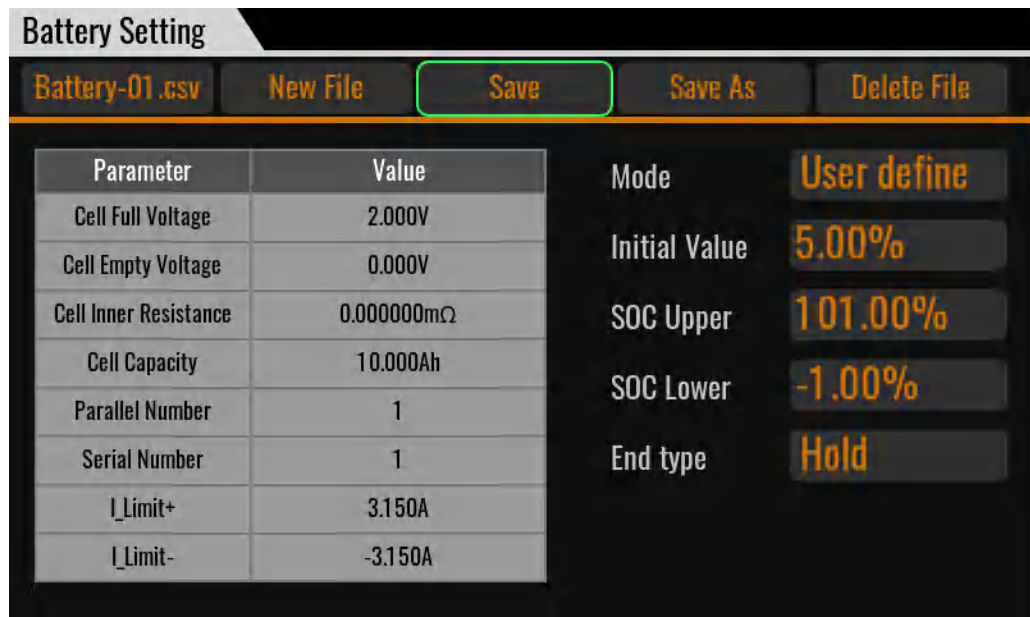 Battery Setting
Battery-01.csv New File Save Save As Delete File
Parameter Value
Cell Full Voltage 2.000V
Cell Empty Voltage 0.000V
Cell Inner Resistance 0.000000mΩ
Cell Capacity 10.000Ah
Parallel Number 1
Serial Number 1
I_Limit+ 3.150A
I_Limit- -3.150A
Mode User define
Initial Value 5.00%
SOC Upper 101.00%
SOC Lower -1.00%
End type Hold